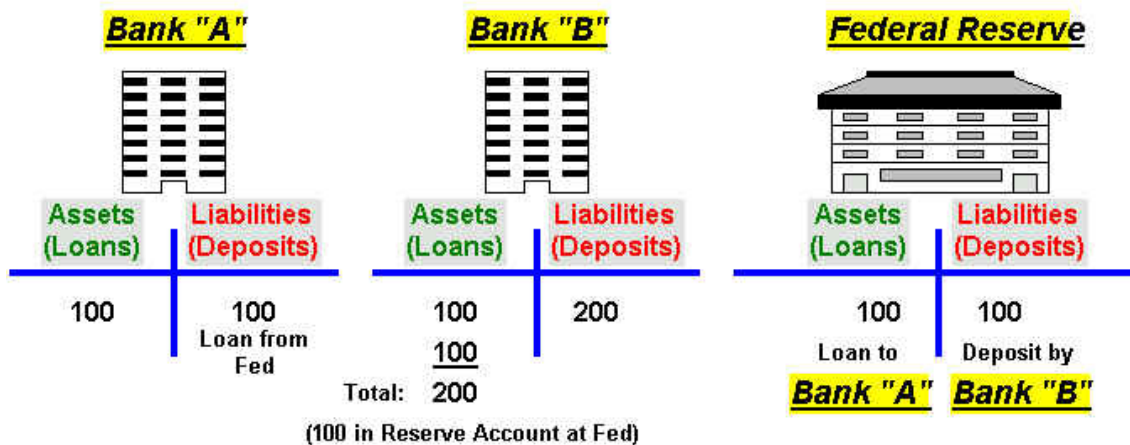 Bank "A"
Assets
(Loans)
Liabilities
(Deposits)
100
100
Loan from
Fed
Bank "B"
Assets
(Loans)
Liabilities
(Deposits)
100
200
100
Total: 200
(100 in Reserve Account at Fed)
Federal Reserve
Assets
(Loans)
Liabilities
(Deposits)
100
100
Loan to
Bank "A"
Deposit by
Bank "B"